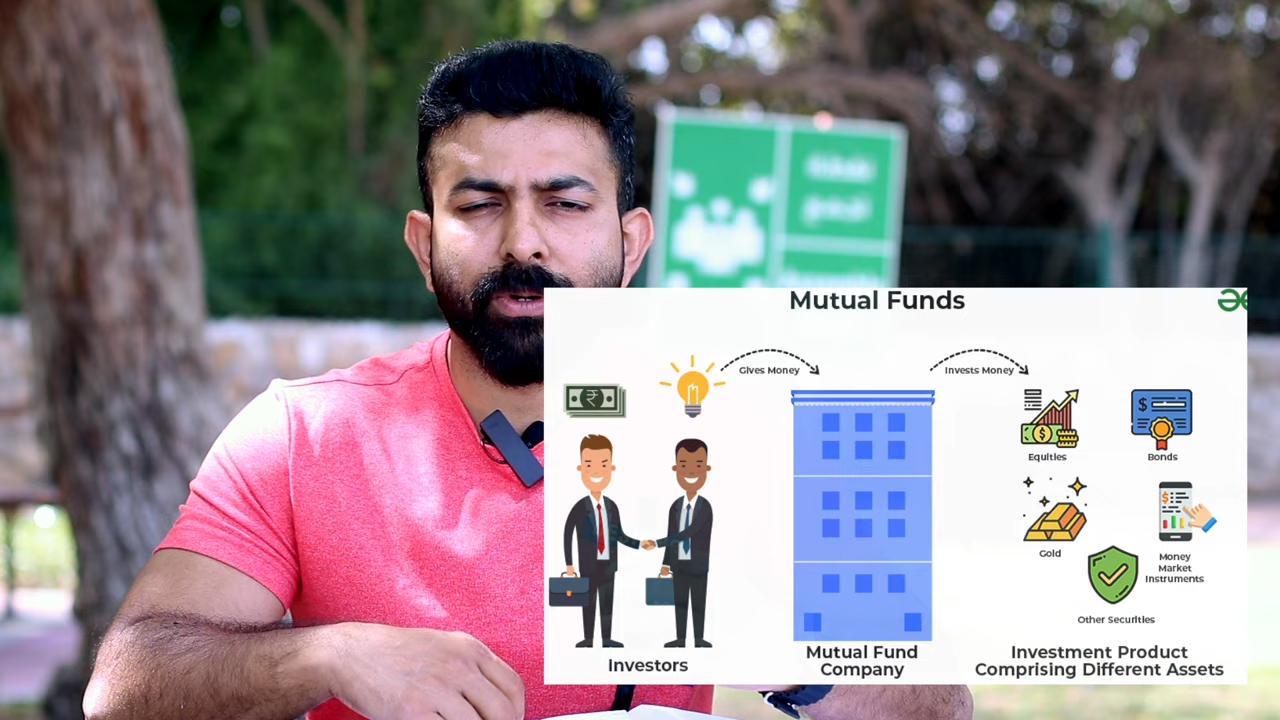 Mutual Funds
Gives Money
Invests Money
₹
$
$
$
Equities
Bonds
Gold
Money
Market
Instruments
Other Securities
Investors
Mutual Fund
Company
Investment Product
Comprising Different Assets